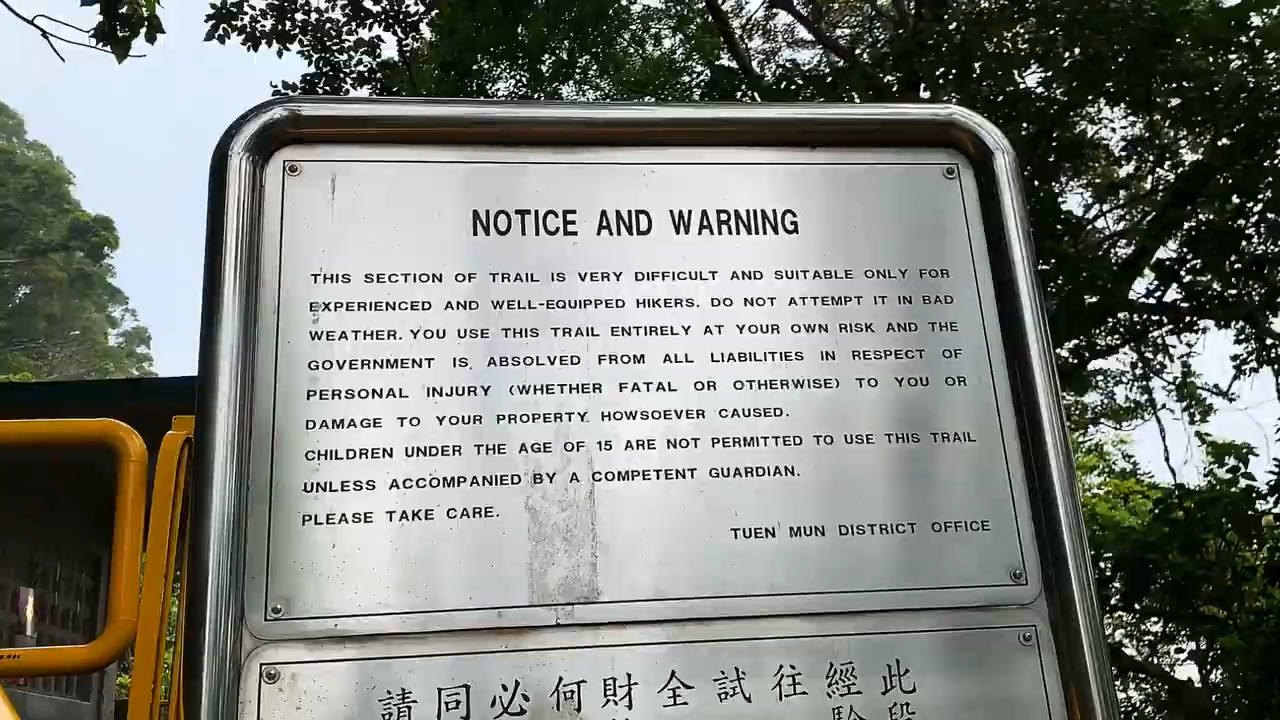 NOTICE AND WARNING
THIS SECTION OF TRAIL IS VERY DIFFICULT AND SUITABLE ONLY FOR
EXPERIENCED AND WELL-EQUIPPED HIKERS. DO NOT ATTEMPT IT IN BAD
WEATHER. YOU USE THIS TRAIL ENTIRELY AT YOUR OWN RISK AND THE
GOVERNMENT IS ABSOLVED FROM ALL LIABILITIES IN RESPECT OF
PERSONAL INJURY (WHETHER FATAL OR OTHERWISE) TO YOU OR
DAMAGE TO YOUR PROPERTY HOWSOEVER CAUSED.
CHILDREN UNDER THE AGE OF 15 ARE NOT PERMITTED TO USE THIS TRAIL
UNLESS ACCOMPANIED BY A COMPETENT GUARDIAN.
PLEASE TAKE CARE.
TUEN MUN DISTRICT OFFICE
此段
經驗
往
試
全
財
何
必
同
請